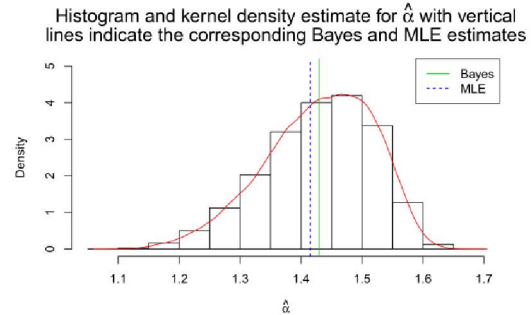 Histogram and kernel density estimate for α̂ with vertical
lines indicate the corresponding Bayes and MLE estimates
Bayes
MLE
Density
5
4
3
2
1
0
1.1 1.2 1.3 1.4 1.5 1.6 1.7
α̂